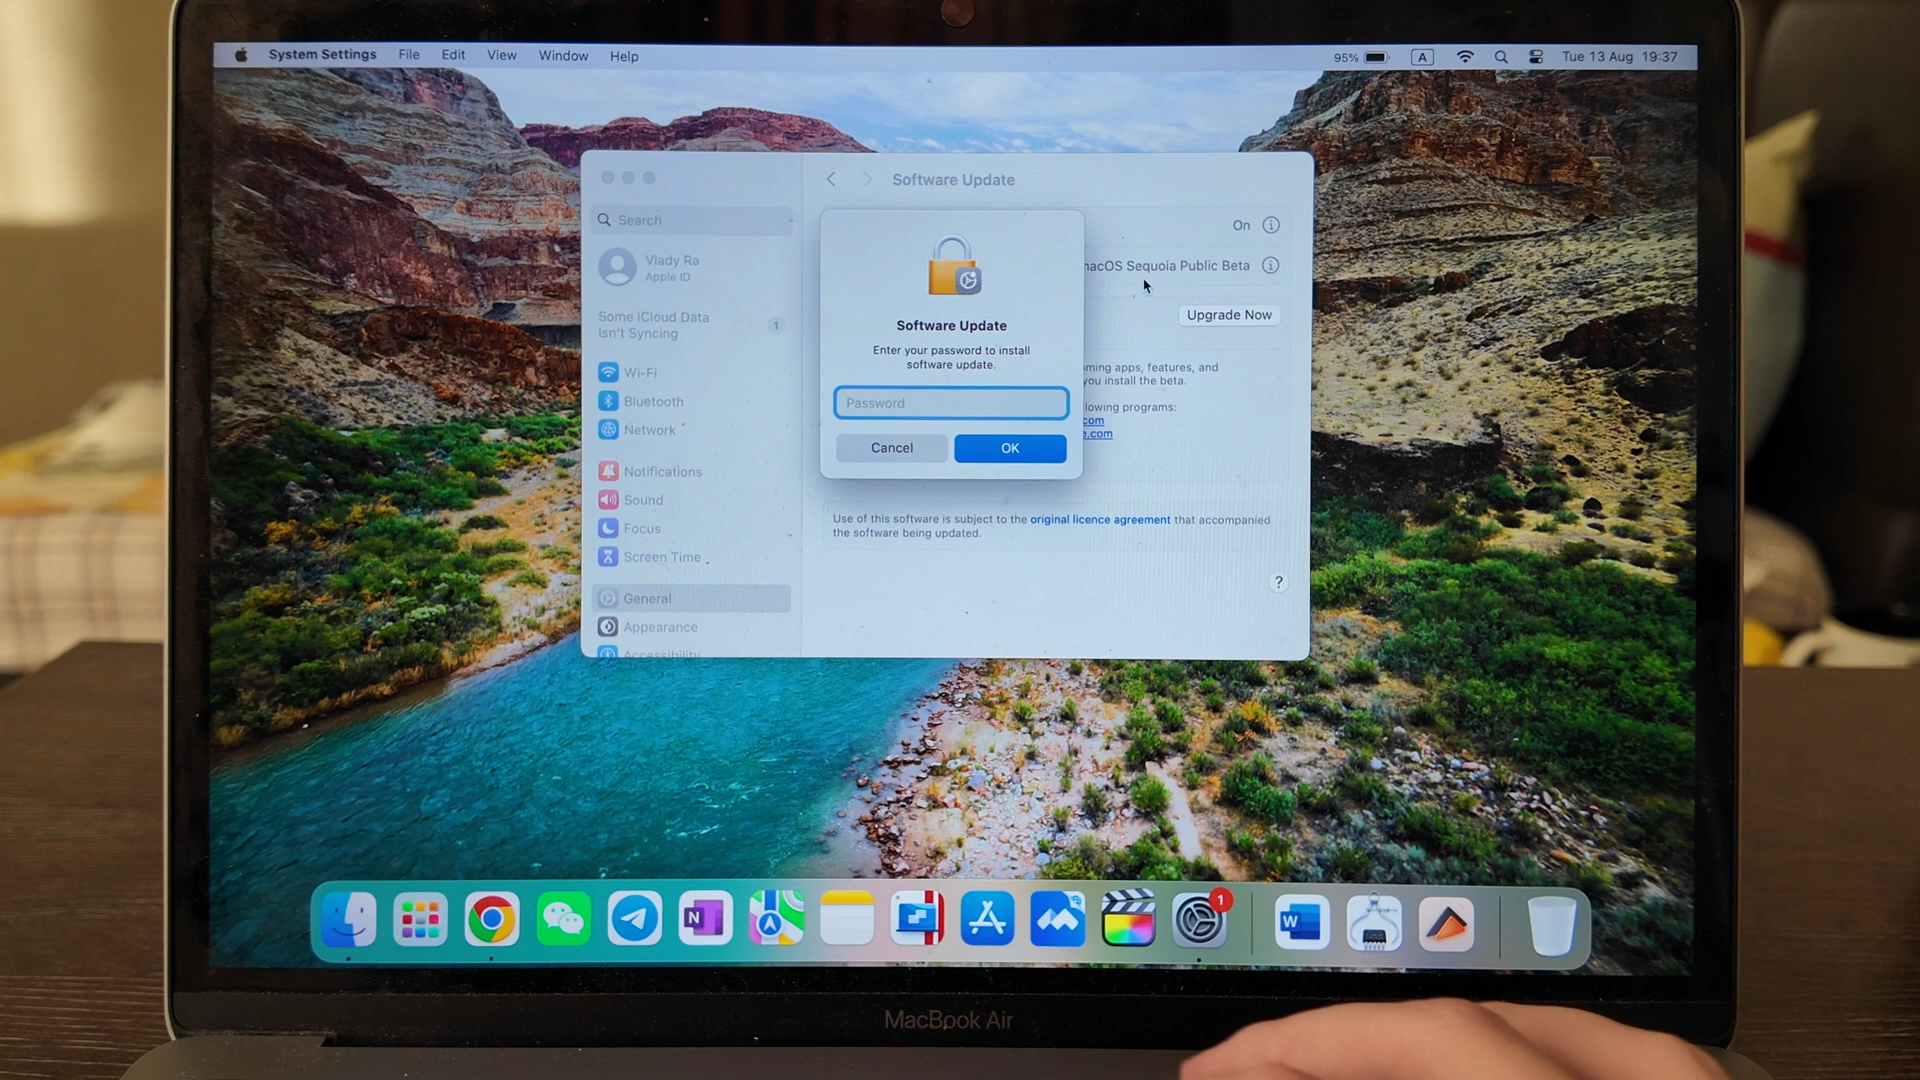 System Settings File Edit View Window Help 95% A Tue 13 Aug 19:37
Software Update
Search
On
Vlady Ra
Apple ID
macOS Sequoia Public Beta
Some iCloud Data
Isn't Syncing
1
Upgrade Now
Software Update
Enter your password to install
software update.
Password
Cancel OK
ming apps, features, and
you install the beta.
lowing programs:
com
e.com
Wi-Fi
Bluetooth
Network
Notifications
Sound
Focus
Screen Time
General
Appearance
Accessibility
Use of this software is subject to the original licence agreement that accompanied
the software being updated.
?
N
1
W
MacBook Air